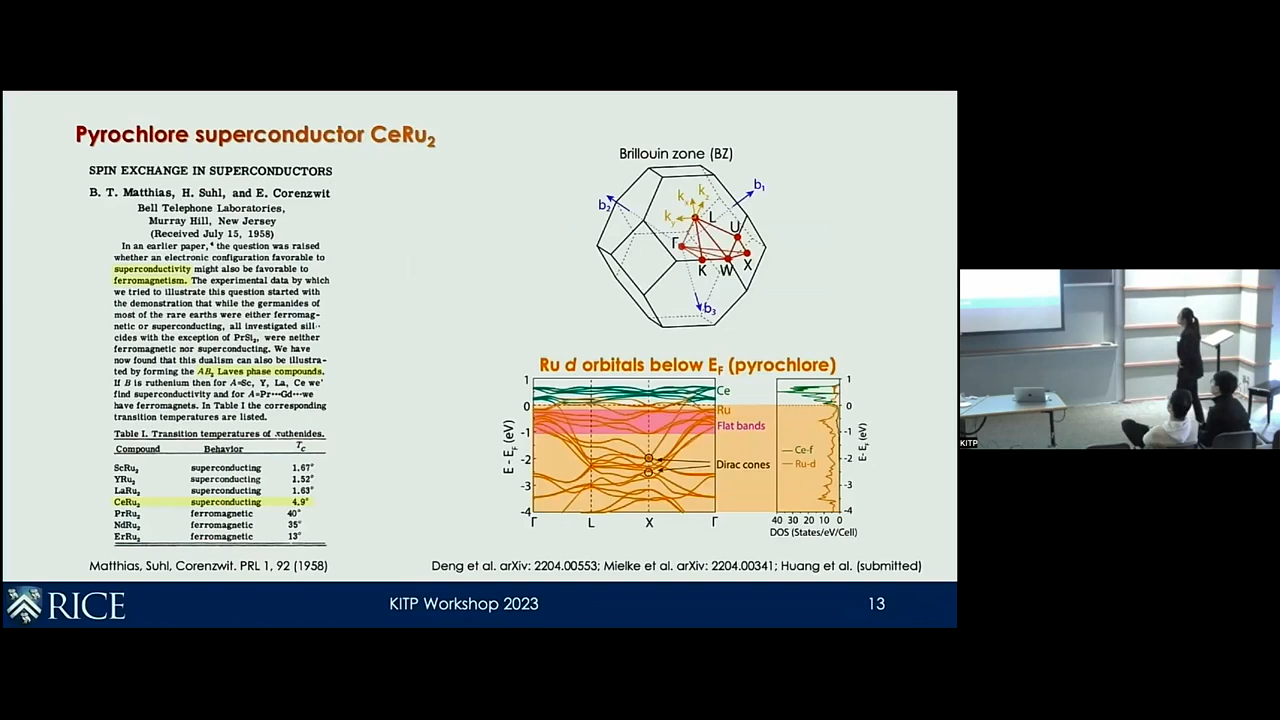 Pyrochlore superconductor CeRu2
SPIN EXCHANGE IN SUPERCONDUCTORS
B. T. Matthias, H. Suhl, and E. Corenzwit
Bell Telephone Laboratories,
Murray Hill, New Jersey
(Received July 15, 1958)
In an earlier paper,⁴ the question was raised
whether an electronic configuration favorable to
superconductivity might also be favorable to
ferromagnetism. The experimental data by which
we tried to illustrate this question started with
the demonstration that while the germanides of
most of the rare earths were either ferromag-
netic or superconducting, all investigated sili-
cides with the exception of PrSi2, were neither
ferromagnetic nor superconducting. We have
now found that this dualism can also be illustra-
ted by forming the AB2 Laves phase compounds.
If B is ruthenium then for A=Sc, Y, La, Ce we
find superconductivity and for A=Pr···Gd···we
have ferromagnets. In Table I the corresponding
transition temperatures are listed.
Table I. Transition temperatures of ruthenides.
Compound Behavior Tc
ScRu2 superconducting 1.67°
YRu2 superconducting 1.52°
LaRu2 superconducting 1.63°
CeRu2 superconducting 4.9°
PrRu2 ferromagnetic 40°
NdRu2 ferromagnetic 35°
ErRu2 ferromagnetic 13°
Matthias, Suhl, Corenzwit. PRL 1, 92 (1958)
Brillouin zone (BZ)
b1
b2
kx kz
ky
L
U
Γ
K W X
b3
Ru d orbitals below EF (pyrochlore)
1
0
-1
-2
-3
-4
E - EF (eV)
Γ L X Γ
Ce
Ru
Flat bands
Dirac cones
Ce-f
Ru-d
1
0
-1
-2
-3
-4
E- EF (eV)
40 30 20 10 0
DOS (States/eV/Cell)
Deng et al. arXiv: 2204.00553; Mielke et al. arXiv: 2204.00341; Huang et al. (submitted)
RICE
KITP Workshop 2023
13
KITP